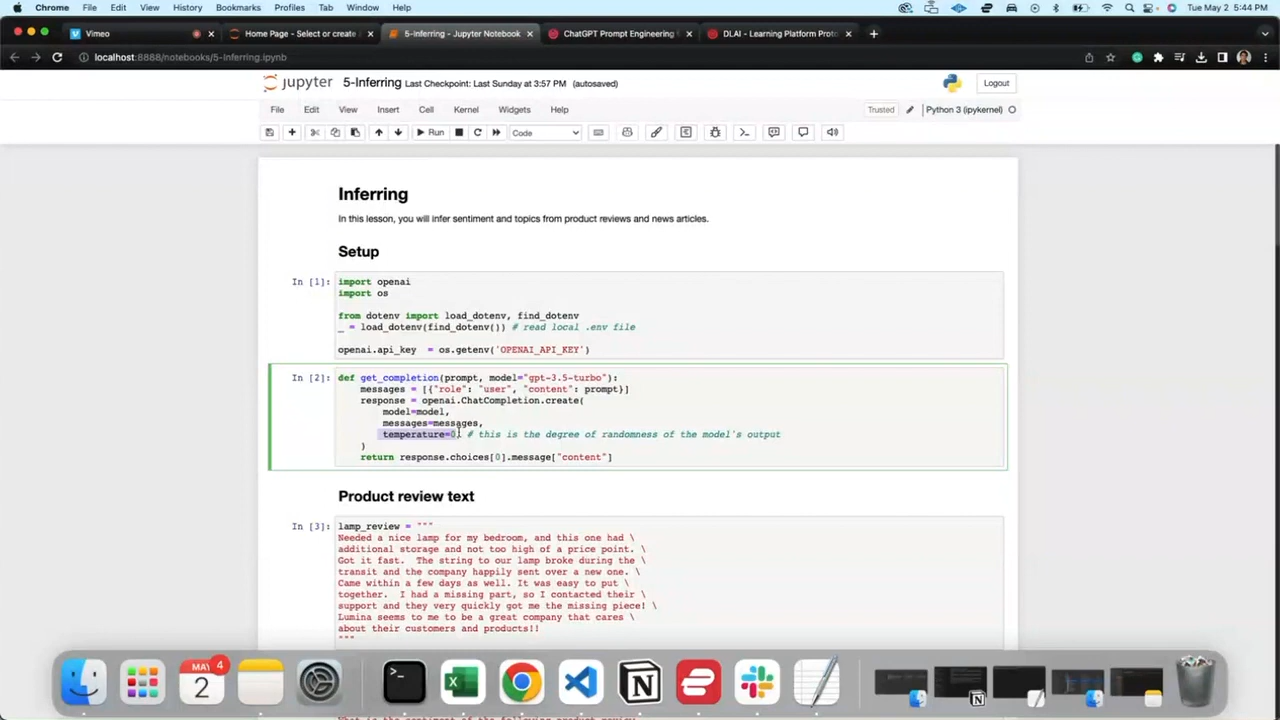 Chrome File Edit View History Bookmarks Profiles Tab Window Help Tue May 2 5:44 PM
Vimeo Home Page - Select or create 5-Inferring - Jupyter Notebook ChatGPT Prompt Engineering DLAI - Learning Platform Proto
localhost:8888/notebooks/5-Inferring.ipynb
jupyter 5-Inferring Last Checkpoint: Last Sunday at 3:57 PM (autosaved) Logout
File Edit View Insert Cell Kernel Widgets Help Trusted Python 3 (ipykernel)
Run Code
Inferring
In this lesson, you will infer sentiment and topics from product reviews and news articles.
Setup
In [1]: import openai
import os
from dotenv import load_dotenv, find_dotenv
_ = load_dotenv(find_dotenv()) # read local .env file
openai.api_key = os.getenv('OPENAI_API_KEY')
In [2]: def get_completion(prompt, model="gpt-3.5-turbo"):
messages = [{"role": "user", "content": prompt}]
response = openai.ChatCompletion.create(
model=model,
messages=messages,
temperature=0, # this is the degree of randomness of the model's output
)
return response.choices[0].message["content"]
Product review text
In [3]: lamp_review = """
Needed a nice lamp for my bedroom, and this one had \
additional storage and not too high of a price point. \
Got it fast. The string to our lamp broke during the \
transit and the company happily sent over a new one. \
Came within a few days as well. It was easy to put \
together. I had a missing part, so I contacted their \
support and they very quickly got me the missing piece! \
Lumina seems to me to be a great company that cares \
about their customers and products!!
"""
MAY 4
2